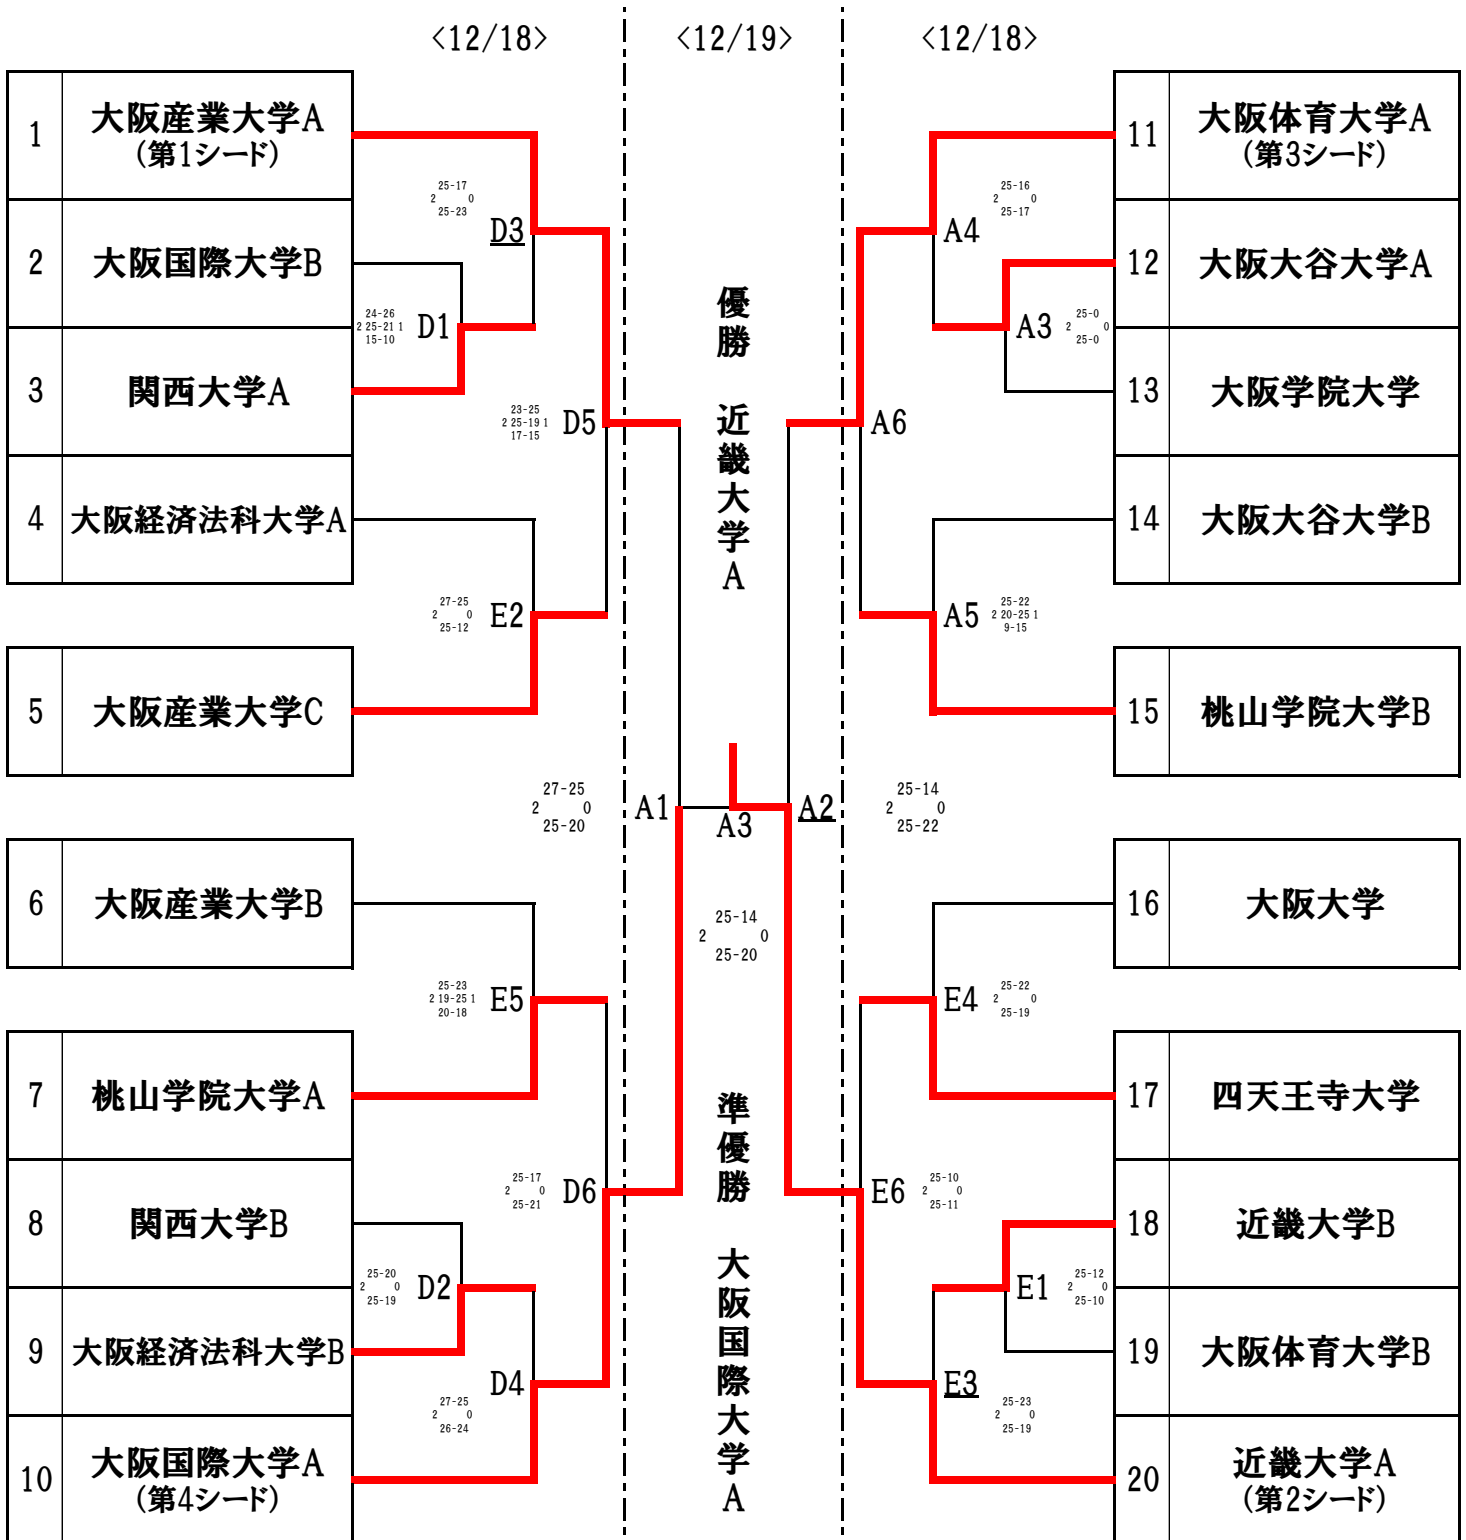 <12/18>
<12/19>
<12/18>
1 大阪産業大学A
(第1シード)
2 大阪国際大学B
3 関西大学A
4 大阪経済法科大学A
5 大阪産業大学C
6 大阪産業大学B
7 桃山学院大学A
8 関西大学B
9 大阪経済法科大学B
10 大阪国際大学A
(第4シード)
25-17
2 0
25-23
D3
24-26
2 25-21 1
15-10
D1
23-25
2 25-19 1
17-15
D5
27-25
2 0
25-12
E2
27-25
2 0
25-20
A1
25-23
2 19-25 1
20-18
E5
25-17
2 0
25-21
D6
25-20
2 0
25-19
D2
27-25
2 0
26-24
D4
優勝 近畿大学A
A3
25-14
2 0
25-20
準優勝 大阪国際大学A
A4
25-16
2 0
25-17
A3
25-0
2 0
25-0
A6
A5
25-22
2 20-25 1
9-15
A2
25-14
2 0
25-22
E4
25-22
2 0
25-19
E6
25-10
2 0
25-11
E1
25-12
2 0
25-10
E3
25-23
2 0
25-19
11 大阪体育大学A
(第3シード)
12 大阪大谷大学A
13 大阪学院大学
14 大阪大谷大学B
15 桃山学院大学B
16 大阪大学
17 四天王寺大学
18 近畿大学B
19 大阪体育大学B
20 近畿大学A
(第2シード)